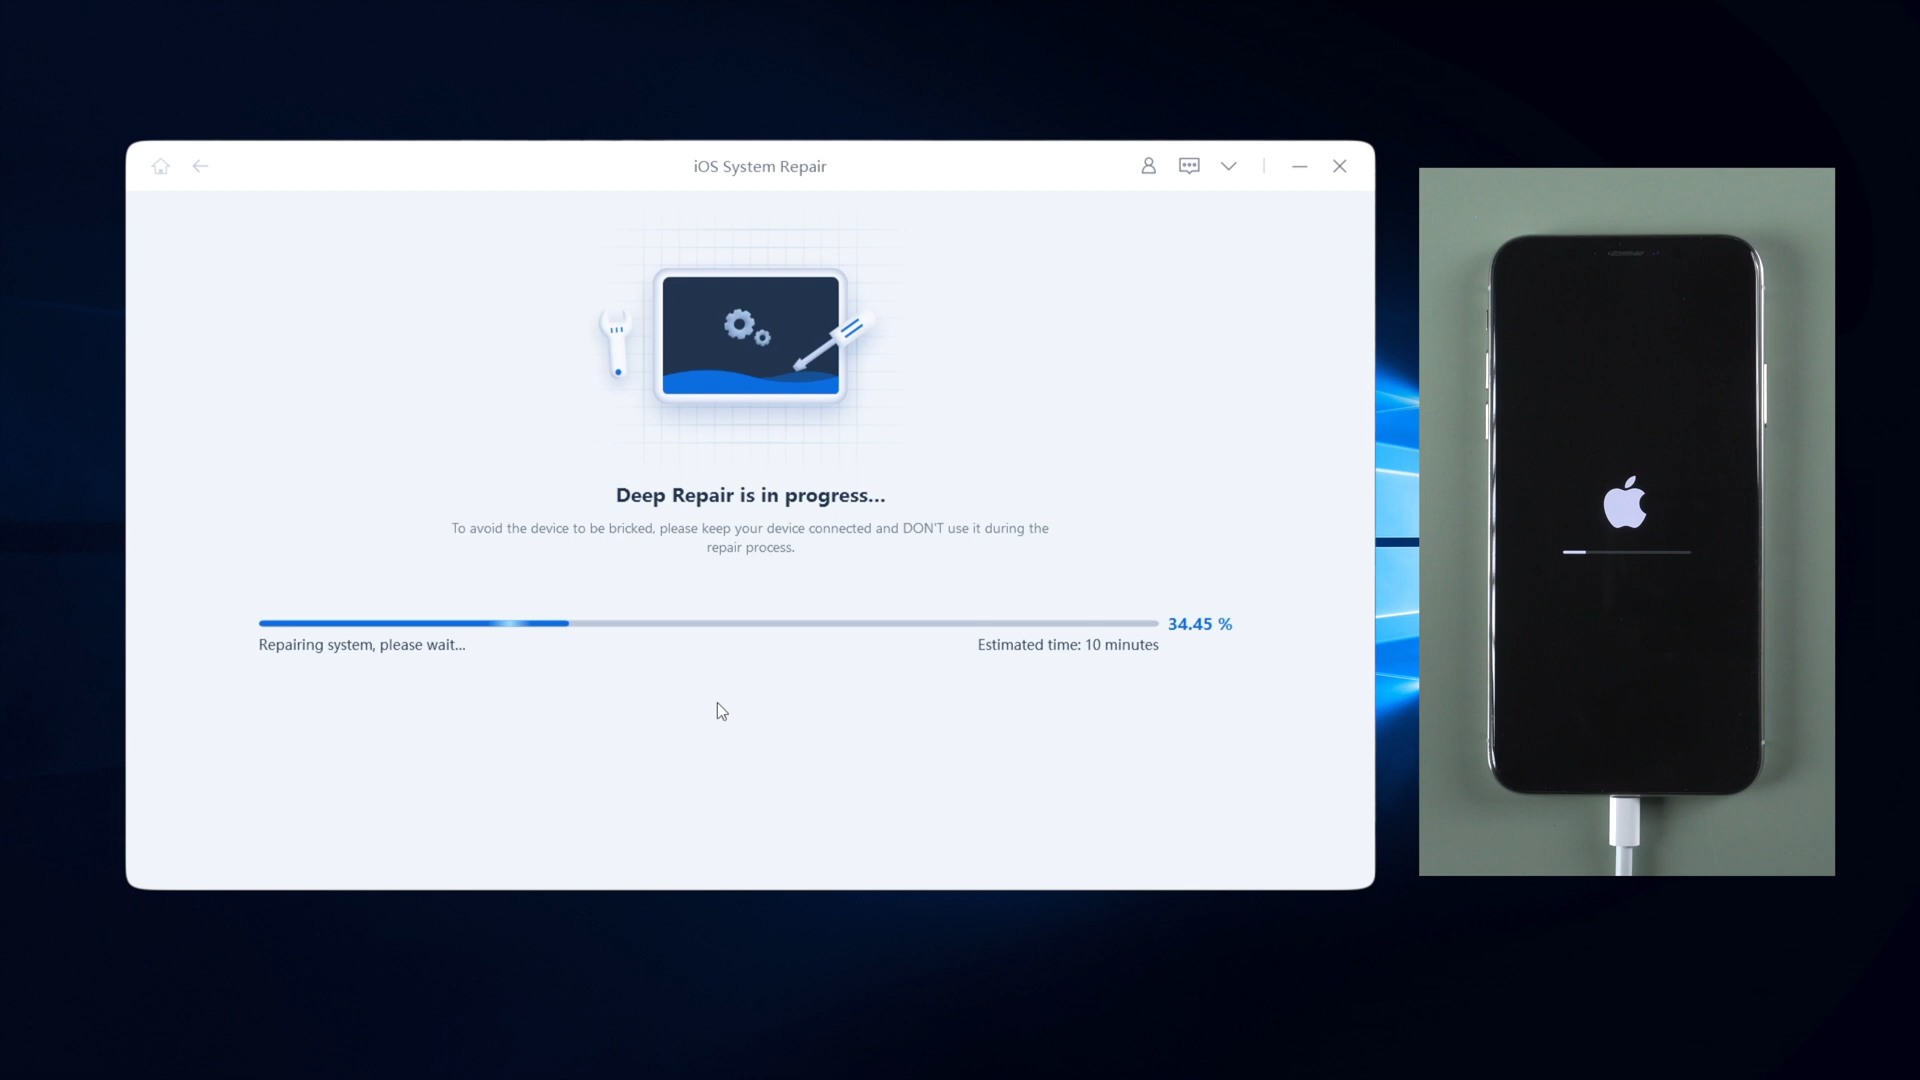 iOS System Repair
Deep Repair is in progress...
To avoid the device to be bricked, please keep your device connected and DON'T use it during the
repair process.
34.45 %
Repairing system, please wait...
Estimated time: 10 minutes